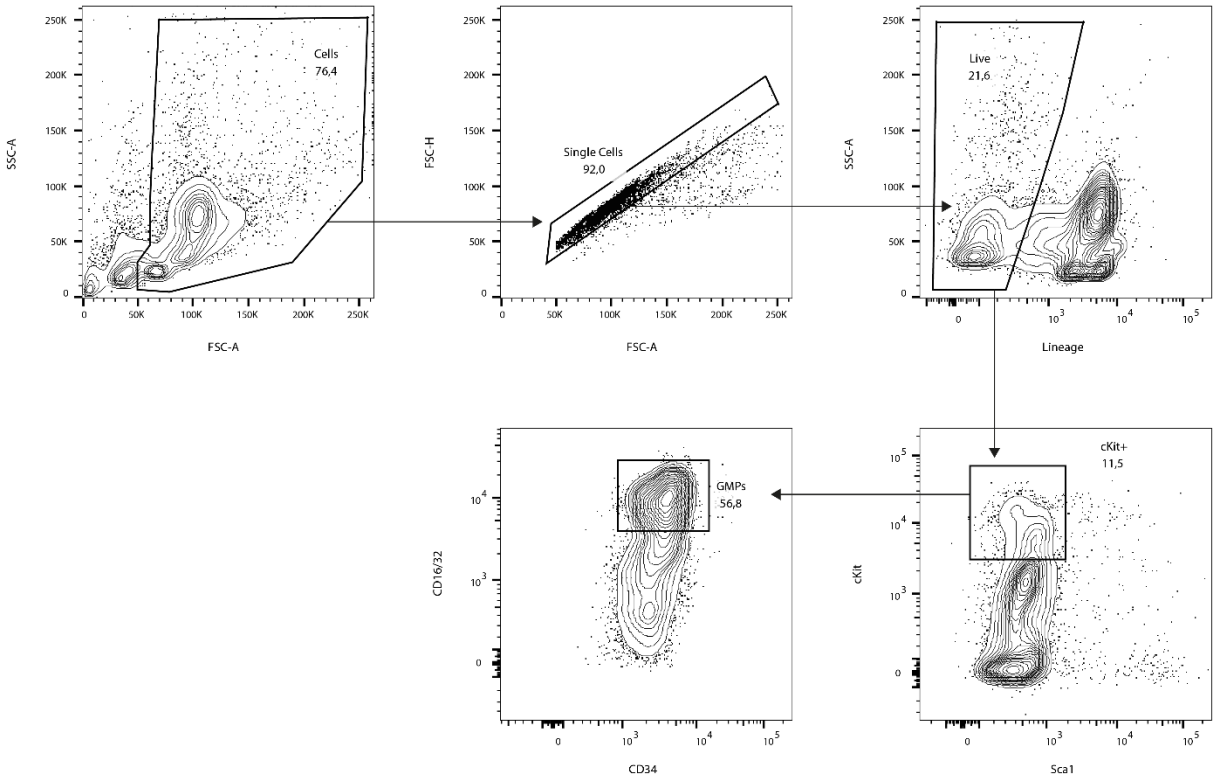 250K
200K
150K
100K
50K
0
SSC-A
Cells
76,4
0 50K 100K 150K 200K 250K
FSC-A
250K
200K
150K
100K
50K
0
FSC-H
Single Cells
92,0
0 50K 100K 150K 200K 250K
FSC-A
250K
200K
150K
100K
50K
0
SSC-A
Live
21,6
0 10³ 10⁴ 10⁵
Lineage
10⁴
10³
0
CD16/32
GMPs
56,8
0 10³ 10⁴ 10⁵
CD34
10⁵
10⁴
10³
0
cKit
cKit+
11,5
0 10³ 10⁴ 10⁵
Sca1